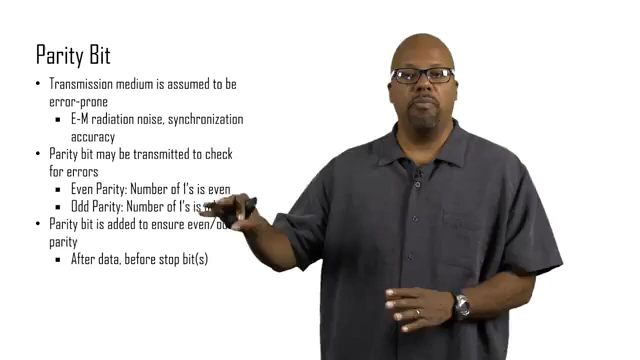 Parity Bit
• Transmission medium is assumed to be
error-prone
▪ E-M radiation noise, synchronization
accuracy
• Parity bit may be transmitted to check
for errors
▪ Even Parity: Number of 1's is even
▪ Odd Parity: Number of 1's is
• Parity bit is added to ensure
parity
▪ After data, before stop bit(s)